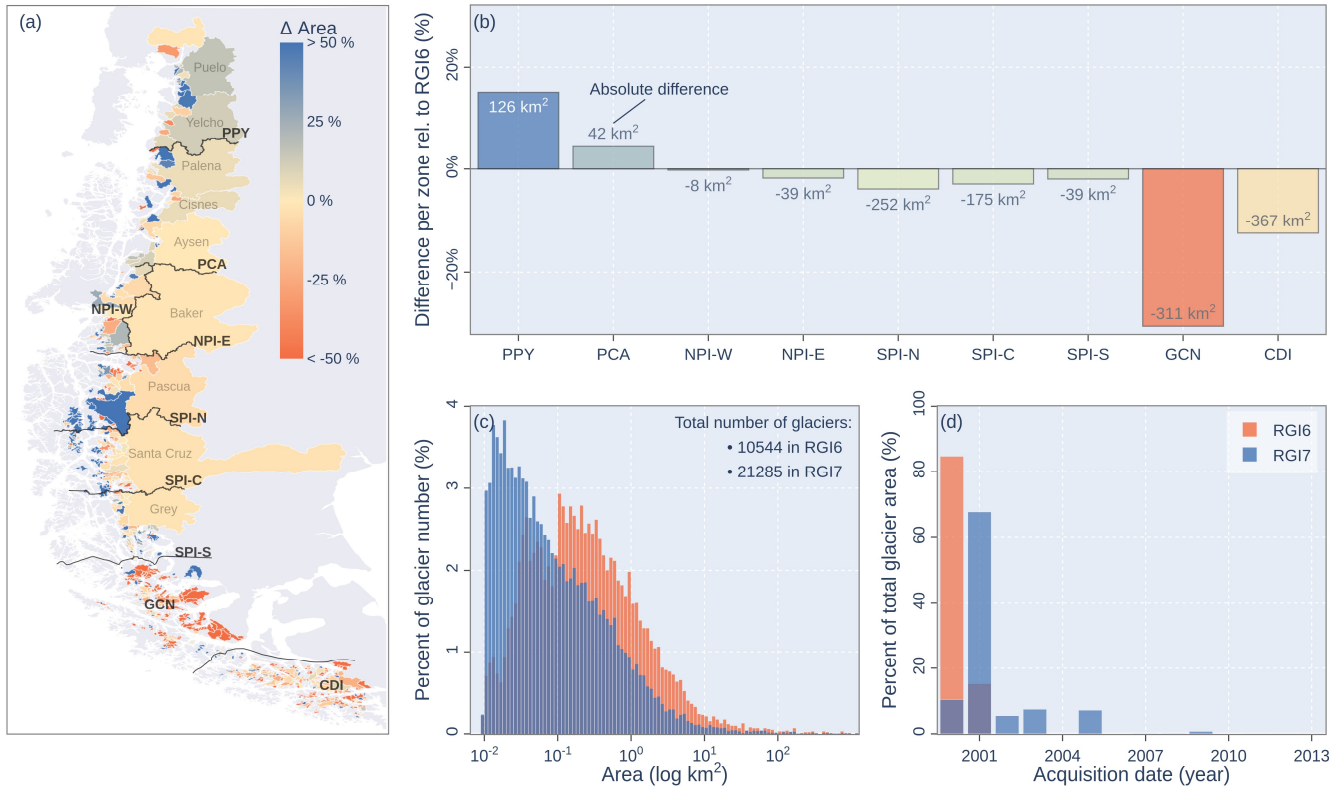 (a)
Δ Area
> 50 %
25 %
0 %
-25 %
< -50 %
Puelo
Yelcho
PPY
Palena
Cisnes
Aysen
PCA
NPI-W
Baker
NPI-E
Pascua
SPI-N
Santa Cruz
SPI-C
Grey
SPI-S
GCN
CDI
(b)
Difference per zone rel. to RGI6 (%)
20%
0%
−20%
Absolute difference
126 km²
42 km²
-8 km²
-39 km²
-252 km²
-175 km²
-39 km²
-311 km²
-367 km²
PPY PCA NPI-W NPI-E SPI-N SPI-C SPI-S GCN CDI
(c)
Percent of glacier number (%)
4
3
2
1
0
Total number of glaciers:
• 10544 in RGI6
• 21285 in RGI7
10⁻² 10⁻¹ 10⁰ 10¹ 10²
Area (log km²)
(d)
Percent of total glacier area (%)
100
80
60
40
20
0
RGI6
RGI7
2001 2004 2007 2010 2013
Acquisition date (year)